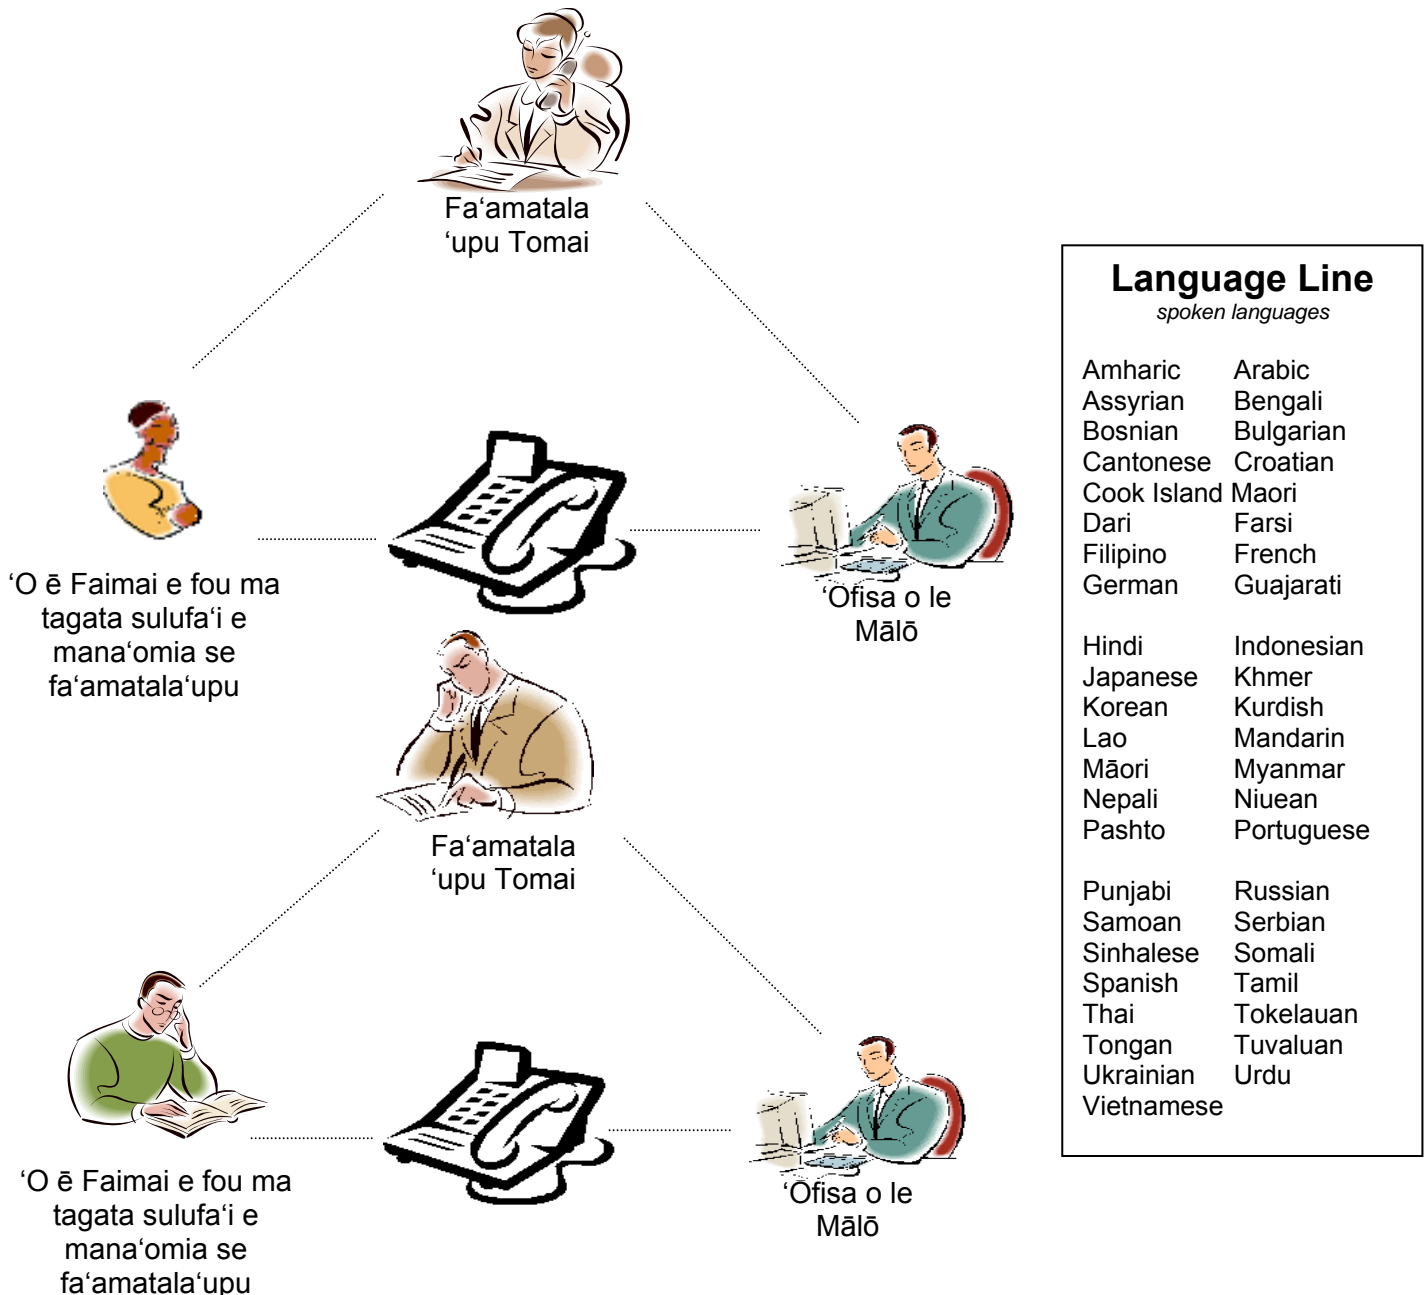 Fa‘amatala
‘upu Tomai
‘O ē Faimai e fou ma
tagata sulufa‘i e
mana‘omia se
fa‘amatala‘upu
‘Ofisa o le
Mālō
Fa‘amatala
‘upu Tomai
‘O ē Faimai e fou ma
tagata sulufa‘i e
mana‘omia se
fa‘amatala‘upu
‘Ofisa o le
Mālō
Language Line
spoken languages
Amharic Arabic
Assyrian Bengali
Bosnian Bulgarian
Cantonese Croatian
Cook Island Maori
Dari Farsi
Filipino French
German Guajarati
Hindi Indonesian
Japanese Khmer
Korean Kurdish
Lao Mandarin
Māori Myanmar
Nepali Niuean
Pashto Portuguese
Punjabi Russian
Samoan Serbian
Sinhalese Somali
Spanish Tamil
Thai Tokelauan
Tongan Tuvaluan
Ukrainian Urdu
Vietnamese